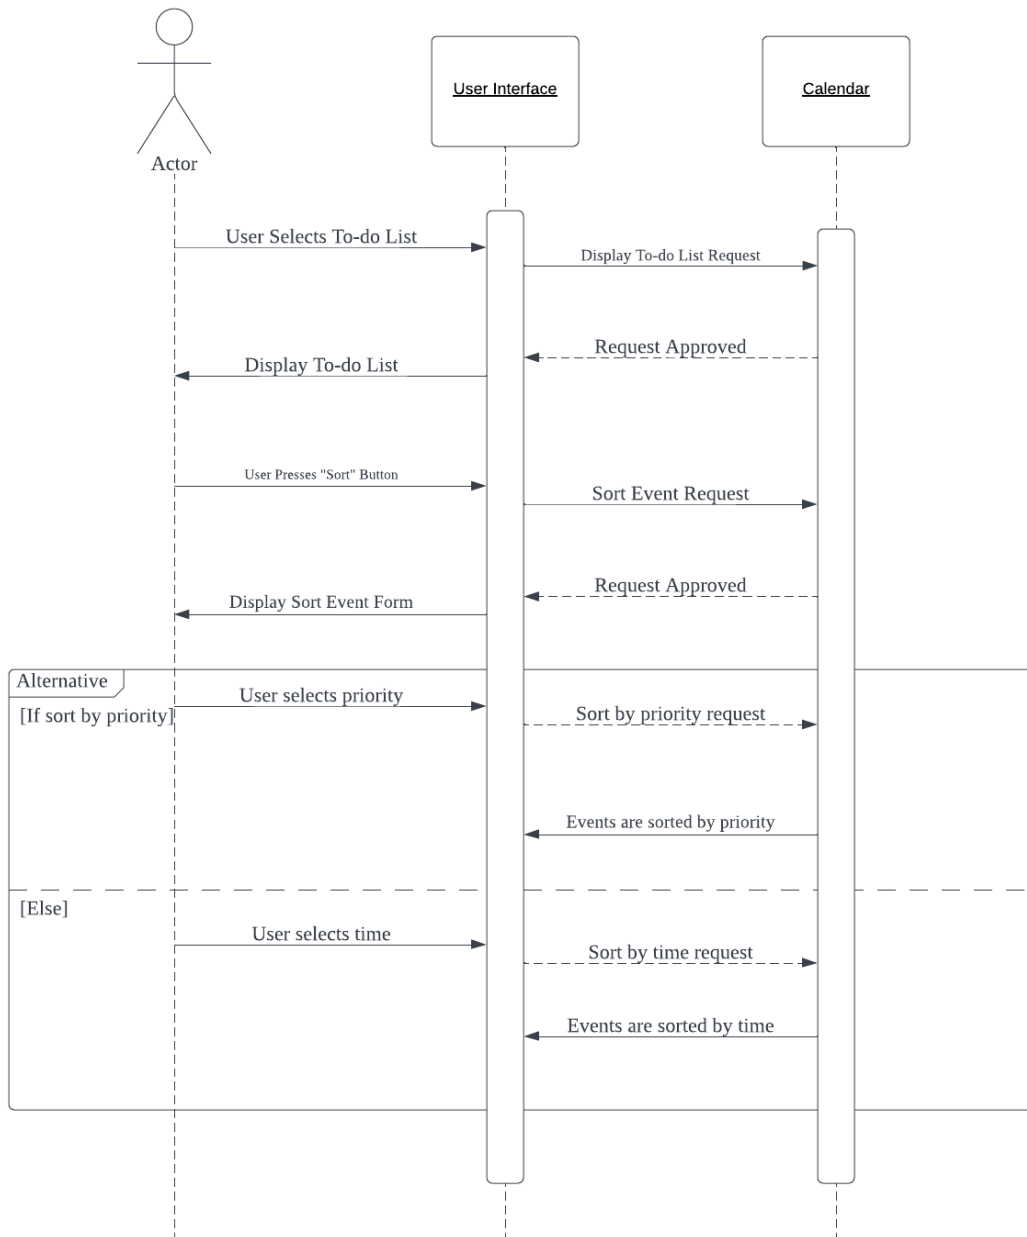 User Interface
Calendar
Actor
User Selects To-do List
Display To-do List Request
Request Approved
Display To-do List
User Presses "Sort" Button
Sort Event Request
Request Approved
Display Sort Event Form
Alternative
User selects priority
[If sort by priority]
Sort by priority request
Events are sorted by priority
[Else]
User selects time
Sort by time request
Events are sorted by time